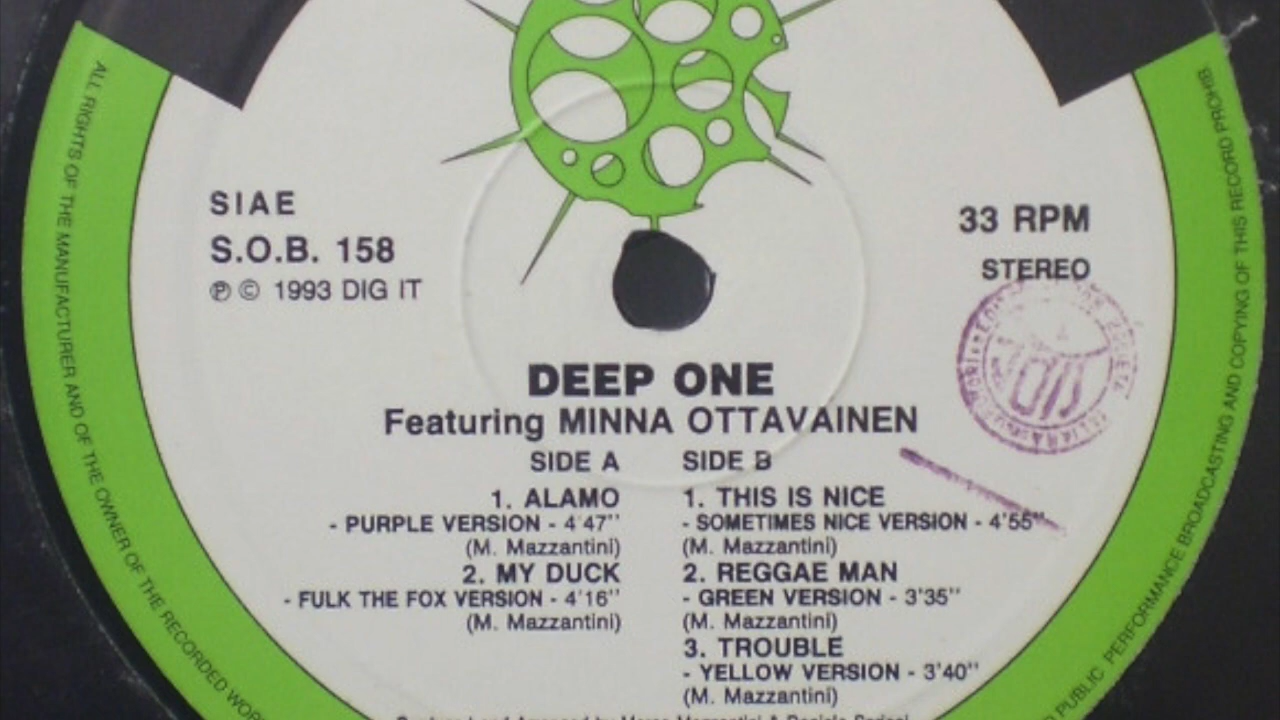 ALL RIGHTS OF THE MANUFACTURER AND OF THE OWNER OF THE RECORDED
PUBLIC PERFORMANCE BROADCASTING AND COPYING OF THIS RECORD PROHIB
SIAE
S.O.B. 158
℗ © 1993 DIG IT
33 RPM
STEREO
DEEP ONE
Featuring MINNA OTTAVAINEN
SIDE A
1. ALAMO
- PURPLE VERSION - 4'47''
(M. Mazzantini)
2. MY DUCK
- FULK THE FOX VERSION - 4'16''
(M. Mazzantini)
SIDE B
1. THIS IS NICE
- SOMETIMES NICE VERSION - 4'55''
(M. Mazzantini)
2. REGGAE MAN
- GREEN VERSION - 3'35''
(M. Mazzantini)
3. TROUBLE
- YELLOW VERSION - 3'40''
(M. Mazzantini)